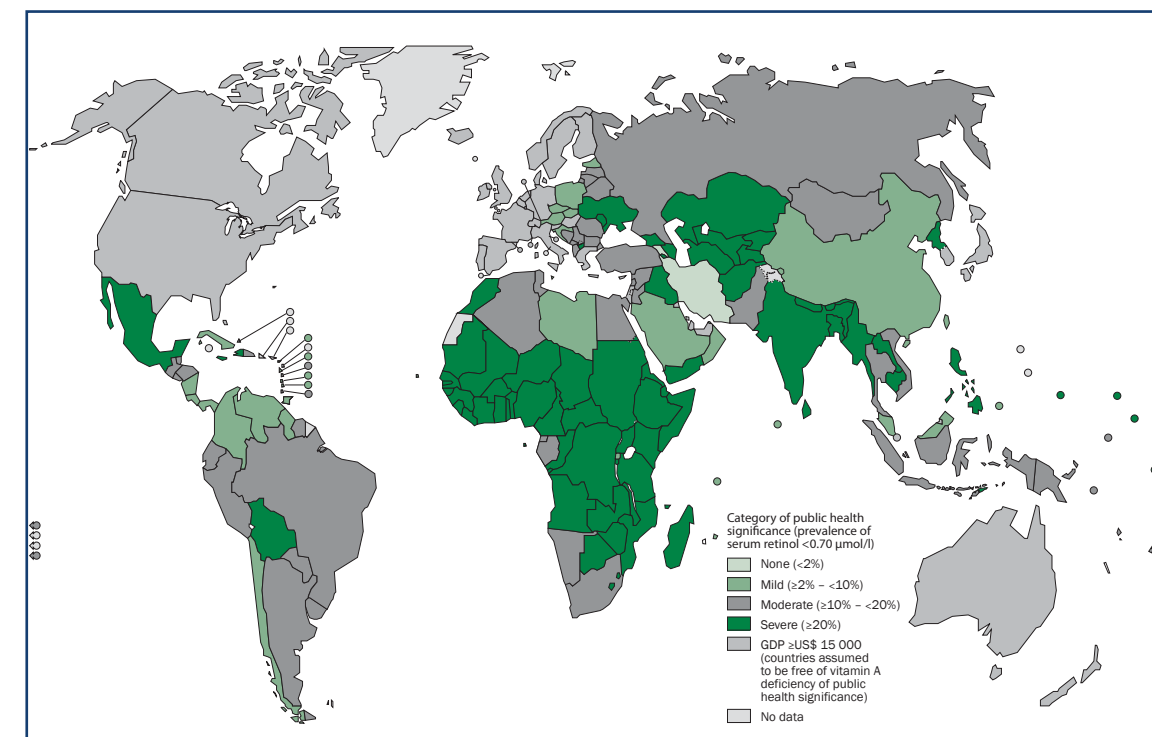 Category of public health
significance (prevalence of
serum retinol <0.70 µmol/l)
None (<2%)
Mild (≥2% – <10%)
Moderate (≥10% – <20%)
Severe (≥20%)
GDP ≥US$ 15 000
(countries assumed
to be free of vitamin A
deficiency of public
health significance)
No data